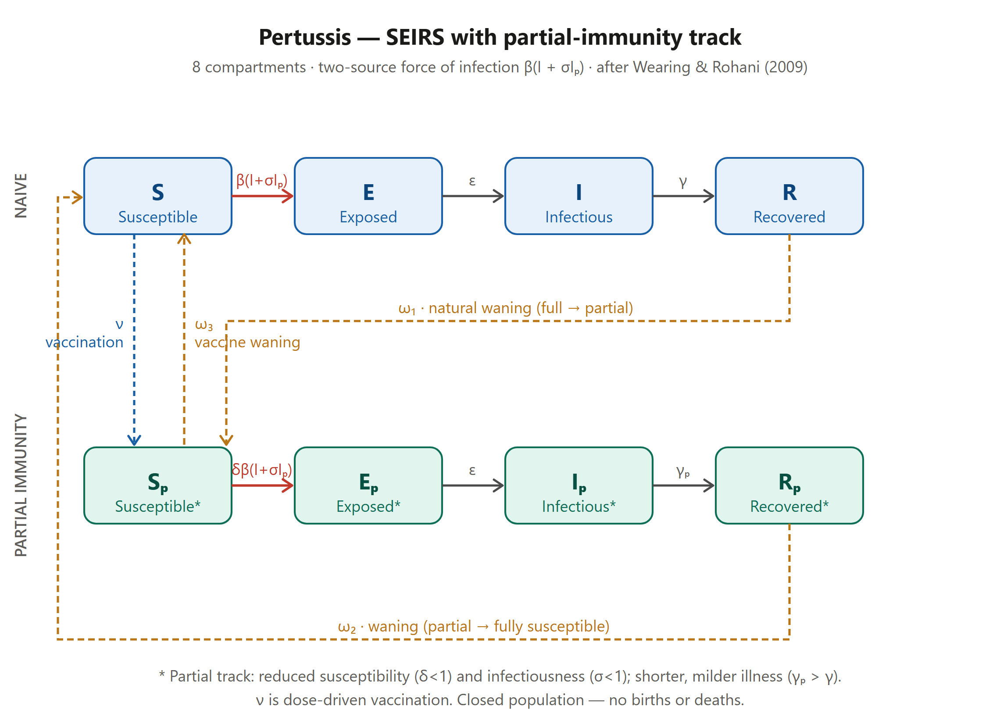 Pertussis — SEIRS with partial-immunity track
8 compartments · two-source force of infection β(I + σIₚ) · after Wearing & Rohani (2009)
NAIVE
S
Susceptible
β(I+σIₚ)
E
Exposed
ε
I
Infectious
γ
R
Recovered
ω₁ · natural waning (full → partial)
ν
vaccination
ω₃
vaccine waning
PARTIAL IMMUNITY
Sₚ
Susceptible*
δβ(I+σIₚ)
Eₚ
Exposed*
ε
Iₚ
Infectious*
γₚ
Rₚ
Recovered*
ω₂ · waning (partial → fully susceptible)
* Partial track: reduced susceptibility (δ<1) and infectiousness (σ<1); shorter, milder illness (γₚ > γ).
ν is dose-driven vaccination. Closed population — no births or deaths.